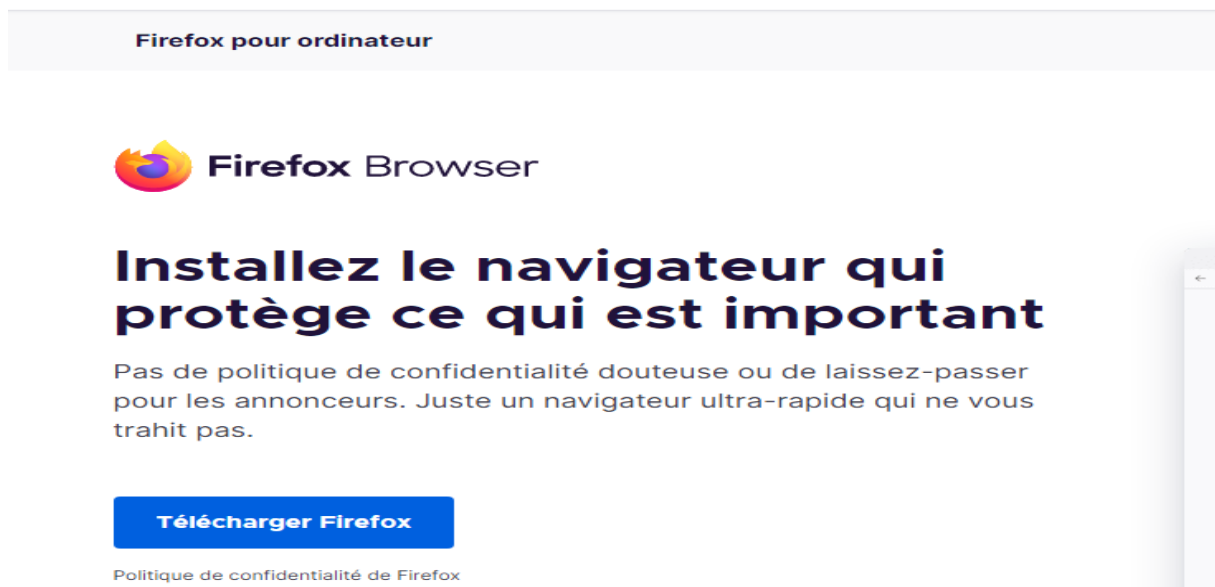 Firefox pour ordinateur
Firefox Browser
Installez le navigateur qui
protège ce qui est important
Pas de politique de confidentialité douteuse ou de laissez-passer
pour les annonceurs. Juste un navigateur ultra-rapide qui ne vous
trahit pas.
Télécharger Firefox
Politique de confidentialité de Firefox